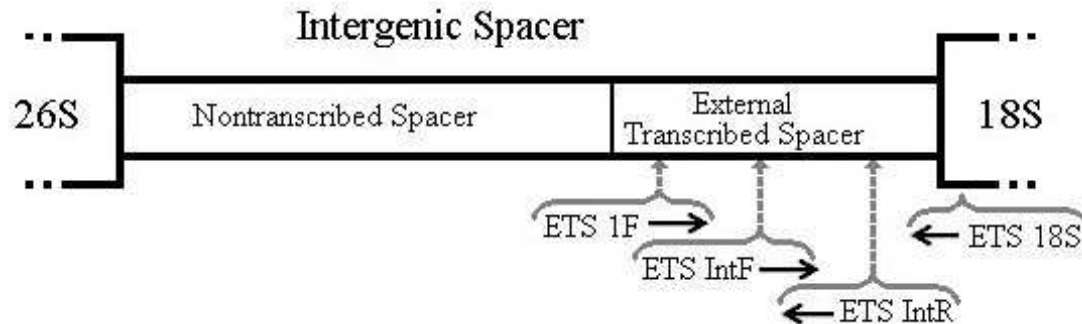 Intergenic Spacer
26S
Nontranscribed Spacer
External
Transcribed Spacer
18S
ETS 1F
ETS 18S
ETS IntF
ETS IntR